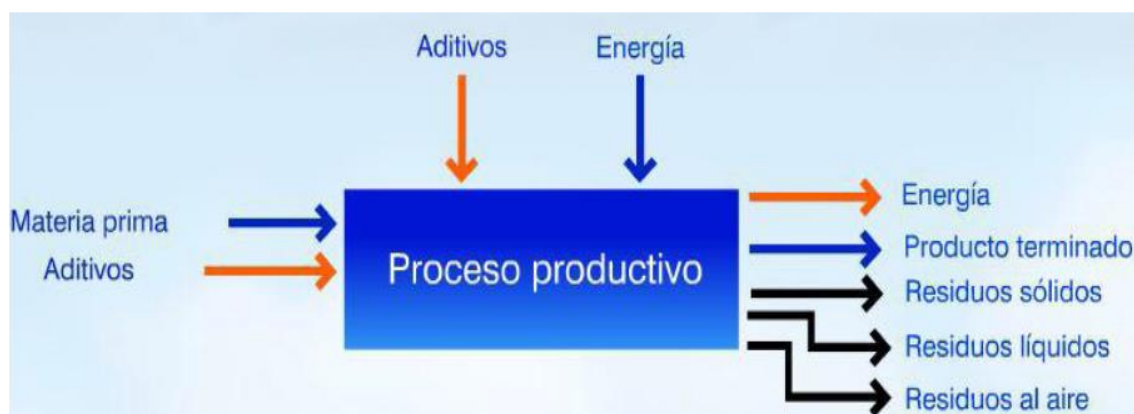 Aditivos
Energía
Materia prima
Aditivos
Proceso productivo
Energía
Producto terminado
Residuos sólidos
Residuos líquidos
Residuos al aire